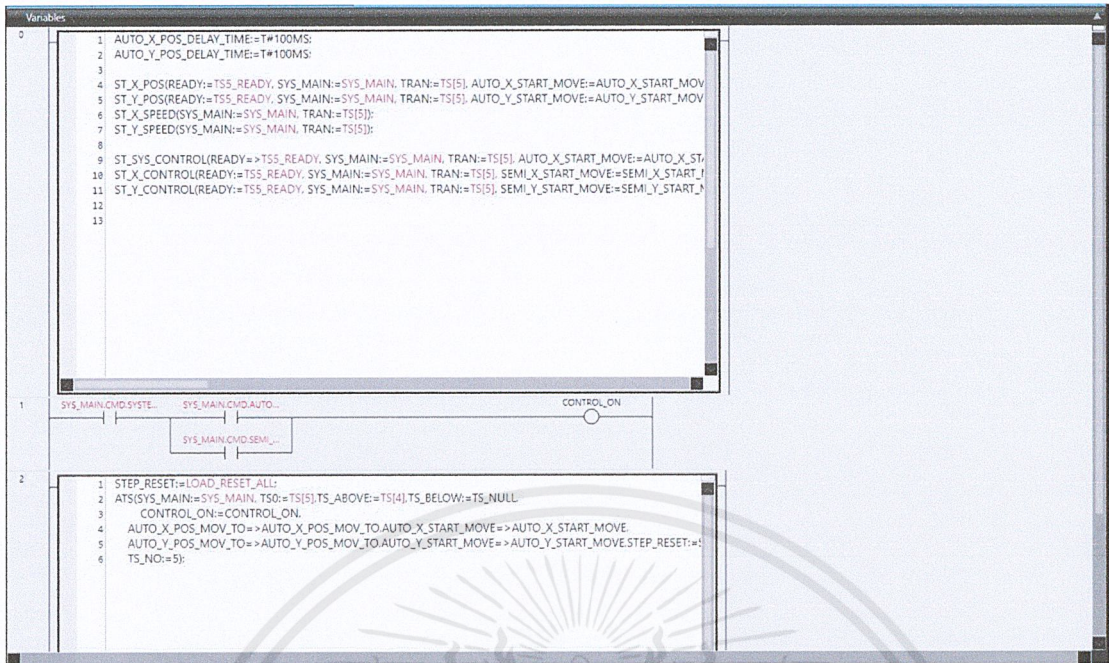 Variables
0
1 AUTO_X_POS_DELAY_TIME:=T#100MS;
2 AUTO_Y_POS_DELAY_TIME:=T#100MS;
3
4 ST_X_POS(READY:=TS5_READY, SYS_MAIN:=SYS_MAIN, TRAN:=TS[5], AUTO_X_START_MOVE:=AUTO_X_START_MOV
5 ST_Y_POS(READY:=TS5_READY, SYS_MAIN:=SYS_MAIN, TRAN:=TS[5], AUTO_Y_START_MOVE:=AUTO_Y_START_MOV
6 ST_X_SPEED(SYS_MAIN:=SYS_MAIN, TRAN:=TS[5]);
7 ST_Y_SPEED(SYS_MAIN:=SYS_MAIN, TRAN:=TS[5]);
8
9 ST_SYS_CONTROL(READY=>TS5_READY, SYS_MAIN:=SYS_MAIN, TRAN:=TS[5], AUTO_X_START_MOVE:=AUTO_X_ST
10 ST_X_CONTROL(READY:=TS5_READY, SYS_MAIN:=SYS_MAIN, TRAN:=TS[5], SEMI_X_START_MOVE:=SEMI_X_START_
11 ST_Y_CONTROL(READY:=TS5_READY, SYS_MAIN:=SYS_MAIN, TRAN:=TS[5], SEMI_Y_START_MOVE:=SEMI_Y_START_
12
13
1
SYS_MAIN.CMD.SYSTE... SYS_MAIN.CMD.AUTO... CONTROL_ON
SYS_MAIN.CMD.SEMI_...
2
1 STEP_RESET:=LOAD_RESET_ALL;
2 ATS(SYS_MAIN:=SYS_MAIN, TS0:=TS[5],TS_ABOVE:=TS[4],TS_BELOW:=TS_NULL,
3 CONTROL_ON:=CONTROL_ON,
4 AUTO_X_POS_MOV_TO=>AUTO_X_POS_MOV_TO,AUTO_X_START_MOVE=>AUTO_X_START_MOVE,
5 AUTO_Y_POS_MOV_TO=>AUTO_Y_POS_MOV_TO,AUTO_Y_START_MOVE=>AUTO_Y_START_MOVE,STEP_RESET:=
6 TS_NO:=5);